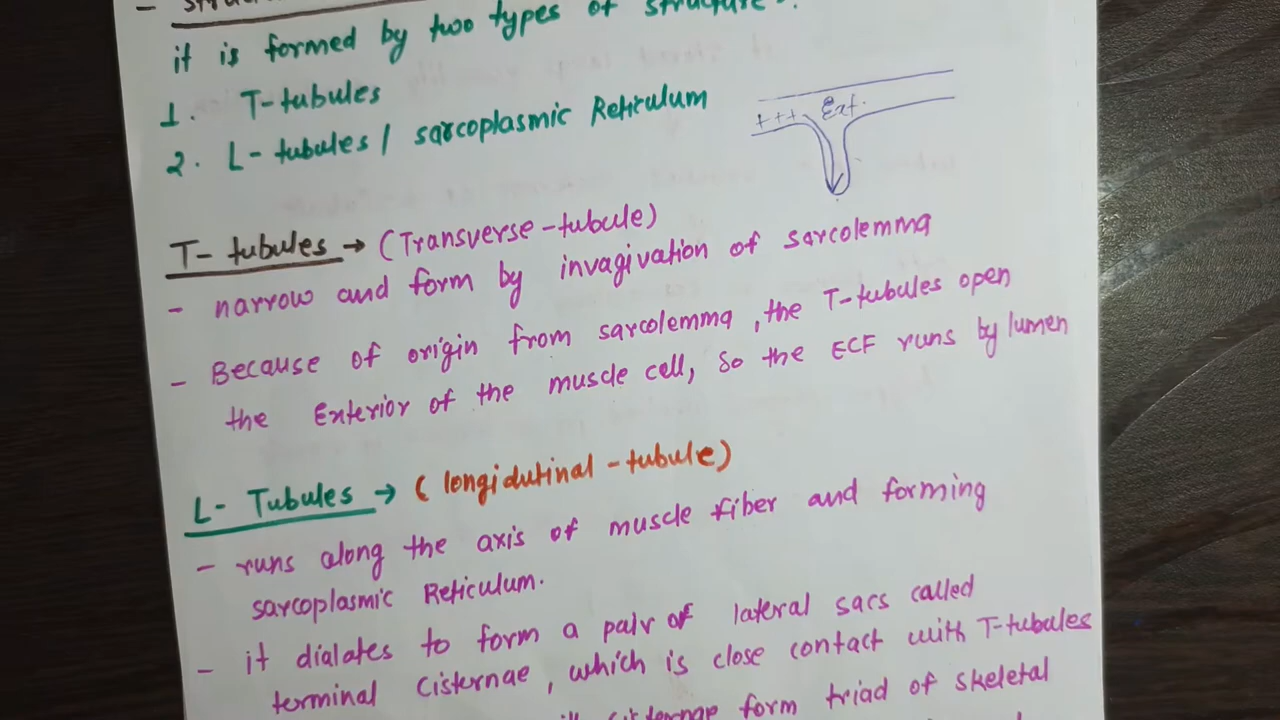 it is formed by two types of structure.
1. T-tubules
2. L-tubules / sarcoplasmic Reticulum
+++ Ext.
T-tubules → (Transverse-tubule)
- narrow and form by invagivation of sarcolemma
- Because of origin from sarcolemma, the T-tubules open
the Exterior of the muscle cell, so the ECF runs by lumen
L-Tubules → (longidutinal-tubule)
- runs along the axis of muscle fiber and forming
sarcoplasmic Reticulum.
- it dialates to form a pair of lateral sacs called
terminal Cisternae, which is close contact with T-tubules
form triad of skeletal